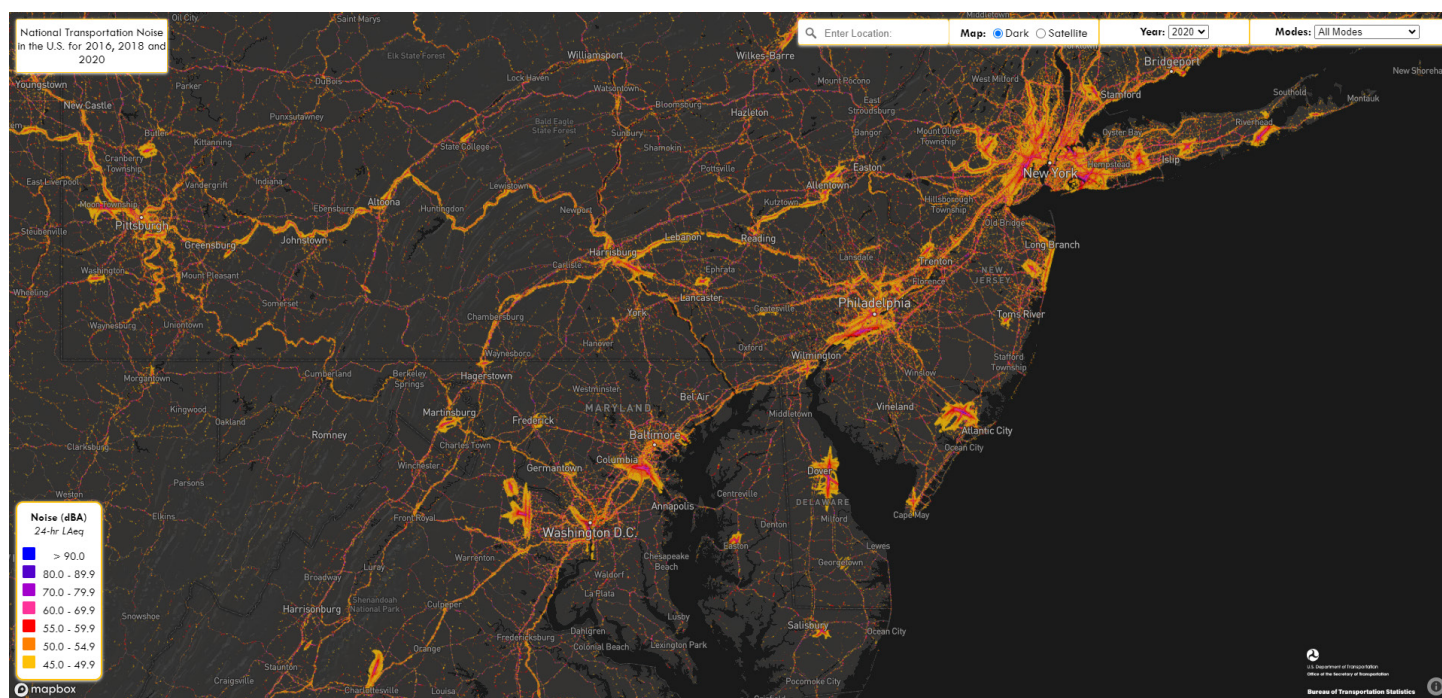 National Transportation Noise
in the U.S. for 2016, 2018 and
2020
Enter Location:
Map: Dark Satellite
Year: 2020
Modes: All Modes
Oil City
Saint Marys
Middletown
Elk State Forest
Williamsport
Wilkes-Barre
Bridgeport
New Shoreha
Youngstown
Parker
DuBois
Lock Haven
Watsontown
Mount Pocono
West Milford
Stamford
Southold
Montauk
New Castle
Punxsutawney
Bloomsburg
Hazleton
East
Stroudsburg
Bald Eagle
State Forest
Sunbury
Bangor
Mount Olive
Township
Oyster Bay
Riverhead
Butler
Kittanning
State College
Shamokin
Cranberry
Township
Pottsville
Easton
Hempstead
Islip
New York
East Liverpool
Vandergrift
Indiana
Lewistown
Allentown
Moon Township
Ebensburg
Altoona
Huntingdon
Newport
Kutztown
Hillsborough
Township
Old Bridge
Pittsburgh
Steubenville
Greensburg
Johnstown
Harrisburg
Lebanon
Reading
Long Branch
Carlisle
Lansdale
Trenton
Washington
Mount Pleasant
Ephrata
Florence
NEW
JERSEY
Wheeling
Somerset
Lancaster
Coatesville
Philadelphia
Chambersburg
York
Toms River
Waynesburg
Uniontown
Hanover
Oxford
Wilmington
Waynesboro
Stafford
Township
Morgantown
Cumberland
Berkeley
Springs
Hagerstown
Westminster
Winslow
Bel Air
Kingwood
Oakland
Martinsburg
Frederick
MARYLAND
Middletown
Vineland
Atlantic City
Romney
Charles Town
Baltimore
Ocean City
Clarksburg
Winchester
Germantown
Columbia
Dover
Parsons
Weston
Centreville
DELAWARE
Elkins
Front Royal
Annapolis
Cape May
Washington D.C.
Denton
Milford
Warrenton
Easton
Lewes
Chesapeake
Beach
Georgetown
Luray
Broadway
Waldorf
La Plata
Shenandoah
National Park
Culpeper
Harrisonburg
Snowshoe
Lusby
Fredericksburg
Dahlgren
Salisbury
Ocean City
Colonial Beach
Lexington Park
Orange
Staunton
Craigsville
Charlottesville
Louisa
Pocomoke City
Noise (dBA)
24-hr LAeq
> 90.0
80.0 - 89.9
70.0 - 79.9
60.0 - 69.9
55.0 - 59.9
50.0 - 54.9
45.0 - 49.9
mapbox
U.S. Department of Transportation
Office of the Secretary of Transportation
Bureau of Transportation Statistics